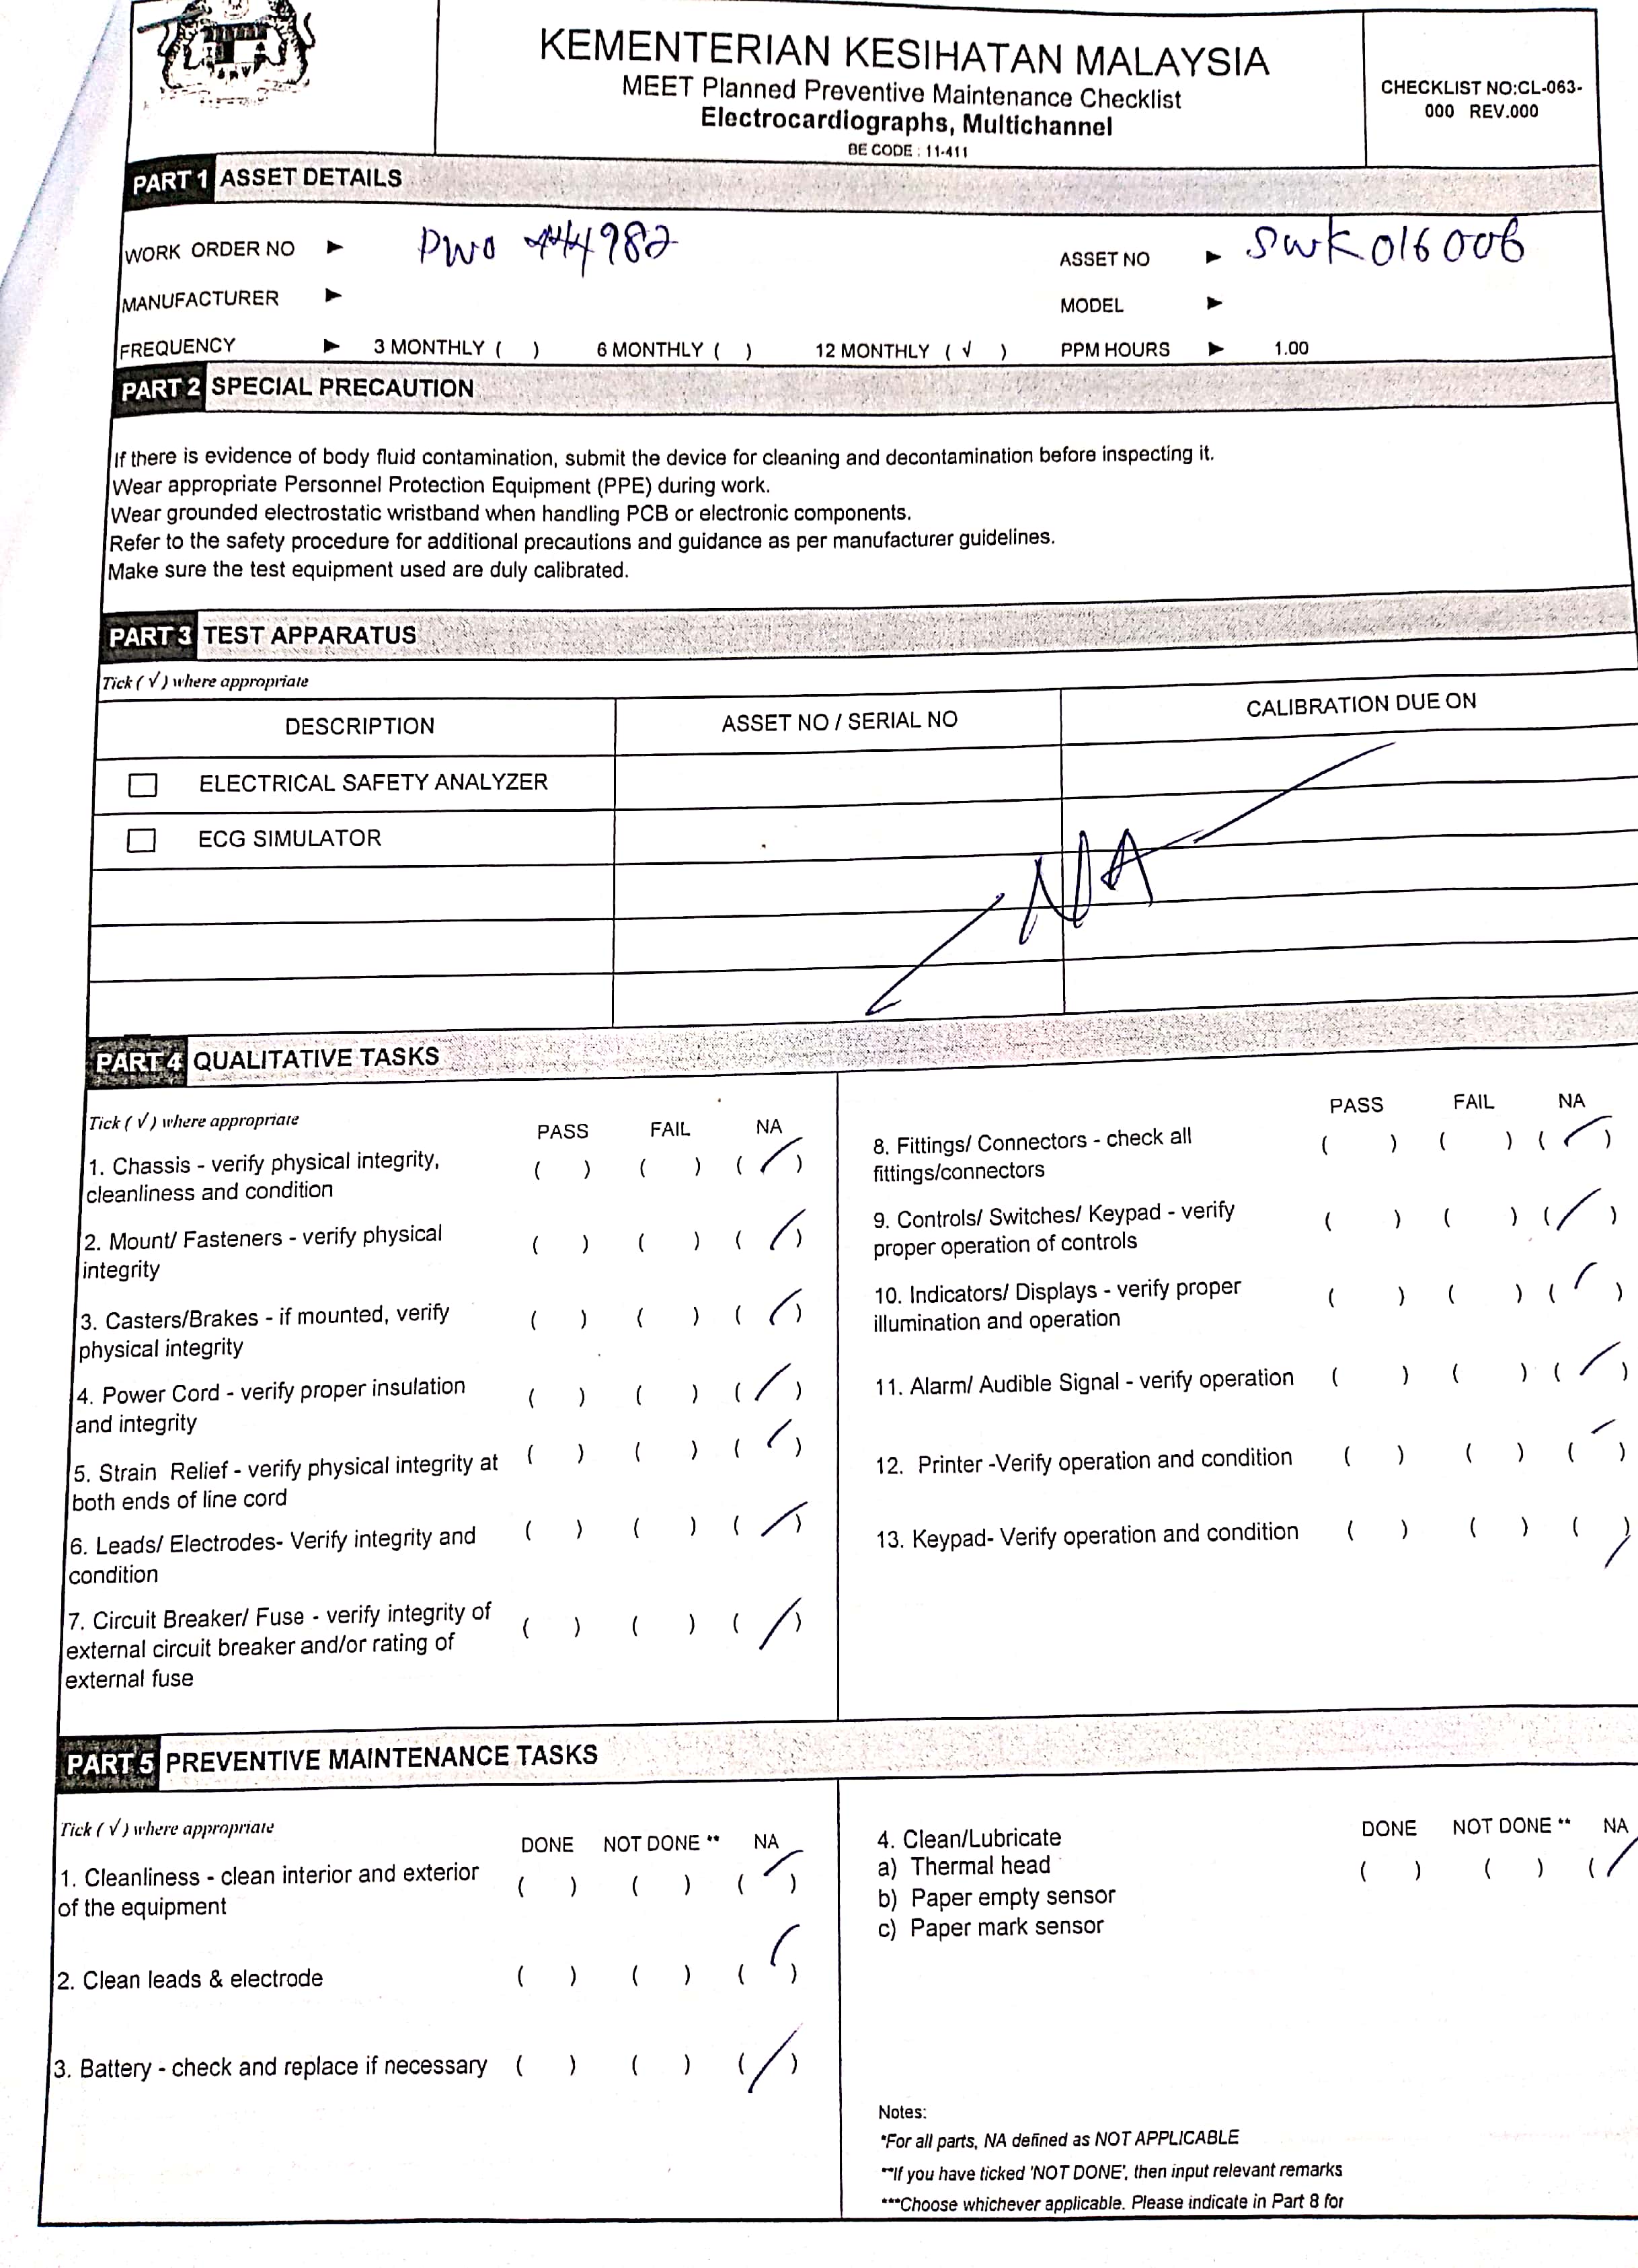 KEMENTERIAN KESIHATAN MALAYSIA
MEET Planned Preventive Maintenance Checklist
Electrocardiographs, Multichannel
BE CODE : 11-411
CHECKLIST NO:CL-063-
000 REV.000
PART 1 ASSET DETAILS
WORK ORDER NO ► PWO 444982
ASSET NO ► SWK016006
MANUFACTURER ►
MODEL ►
FREQUENCY ► 3 MONTHLY ( ) 6 MONTHLY ( ) 12 MONTHLY ( √ ) PPM HOURS ► 1.00
PART 2 SPECIAL PRECAUTION
If there is evidence of body fluid contamination, submit the device for cleaning and decontamination before inspecting it.
Wear appropriate Personnel Protection Equipment (PPE) during work.
Wear grounded electrostatic wristband when handling PCB or electronic components.
Refer to the safety procedure for additional precautions and guidance as per manufacturer guidelines.
Make sure the test equipment used are duly calibrated.
PART 3 TEST APPARATUS
Tick ( √ ) where appropriate
DESCRIPTION ASSET NO / SERIAL NO CALIBRATION DUE ON
ELECTRICAL SAFETY ANALYZER
ECG SIMULATOR
N/A
PART 4 QUALITATIVE TASKS
Tick ( √ ) where appropriate
PASS FAIL NA
1. Chassis - verify physical integrity, ( ) ( ) ( / )
cleanliness and condition
2. Mount/ Fasteners - verify physical ( ) ( ) ( / )
integrity
3. Casters/Brakes - if mounted, verify ( ) ( ) ( / )
physical integrity
4. Power Cord - verify proper insulation ( ) ( ) ( / )
and integrity
5. Strain Relief - verify physical integrity at ( ) ( ) ( / )
both ends of line cord
6. Leads/ Electrodes- Verify integrity and ( ) ( ) ( / )
condition
7. Circuit Breaker/ Fuse - verify integrity of ( ) ( ) ( / )
external circuit breaker and/or rating of
external fuse
PASS FAIL NA
8. Fittings/ Connectors - check all ( ) ( ) ( / )
fittings/connectors
9. Controls/ Switches/ Keypad - verify ( ) ( ) ( / )
proper operation of controls
10. Indicators/ Displays - verify proper ( ) ( ) ( / )
illumination and operation
11. Alarm/ Audible Signal - verify operation ( ) ( ) ( / )
12. Printer -Verify operation and condition ( ) ( ) ( / )
13. Keypad- Verify operation and condition ( ) ( ) ( / )
PART 5 PREVENTIVE MAINTENANCE TASKS
Tick ( √ ) where appropriate
DONE NOT DONE ** NA
1. Cleanliness - clean interior and exterior ( ) ( ) ( / )
of the equipment
2. Clean leads & electrode ( ) ( ) ( / )
3. Battery - check and replace if necessary ( ) ( ) ( / )
DONE NOT DONE ** NA
4. Clean/Lubricate
a) Thermal head ( ) ( ) ( /
b) Paper empty sensor
c) Paper mark sensor
Notes:
*For all parts, NA defined as NOT APPLICABLE
**If you have ticked 'NOT DONE', then input relevant remarks
***Choose whichever applicable. Please indicate in Part 8 for